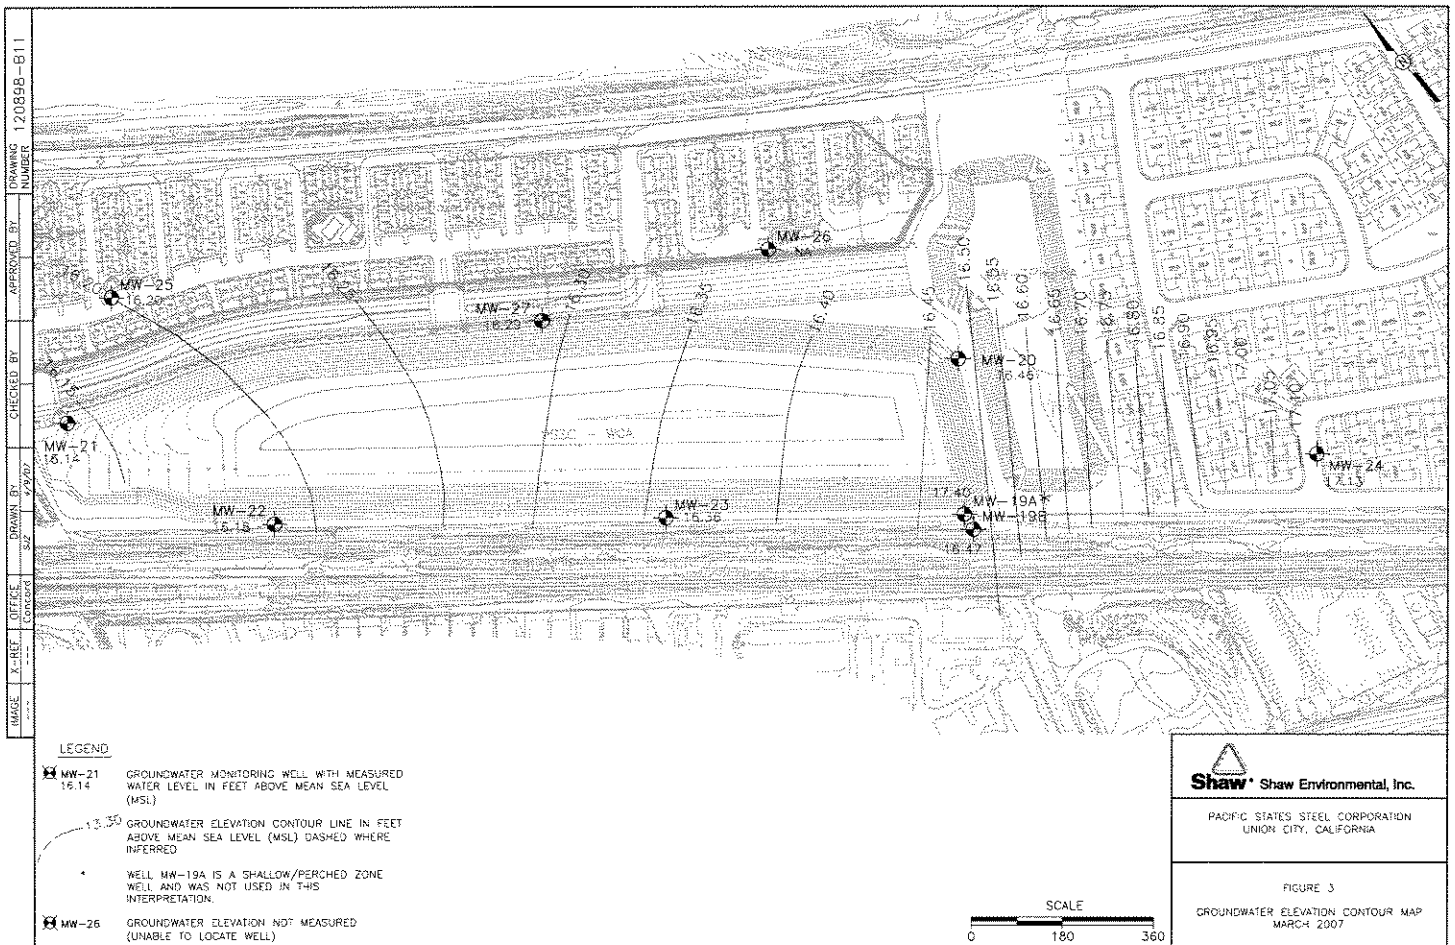 DRAWING NUMBER 120898-B11
APPROVED BY
CHECKED BY
DRAWN BY
4/9/07
OFFICE
Concord
X-REF
IMAGE
MW-25
16.20
MW-21
16.14
MW-22
MW-27
MW-26
NA
16.35
16.40
16.45
16.50
16.55
16.60
16.65
16.70
16.75
16.80
16.85
16.90
16.95
17.00
17.05
17.10
MW-20
16.46
MW-23
16.36
17.40
MW-19A*
MW-19B
16.47
MW-24
17.13
LEGEND
MW-21
16.14
GROUNDWATER MONITORING WELL WITH MEASURED
WATER LEVEL IN FEET ABOVE MEAN SEA LEVEL
(MSL)
13.30
GROUNDWATER ELEVATION CONTOUR LINE IN FEET
ABOVE MEAN SEA LEVEL (MSL) DASHED WHERE
INFERRED
* WELL MW-19A IS A SHALLOW/PERCHED ZONE
WELL AND WAS NOT USED IN THIS
INTERPRETATION.
MW-26
GROUNDWATER ELEVATION NOT MEASURED
(UNABLE TO LOCATE WELL)
SCALE
0 180 360
Shaw Shaw Environmental, Inc.
PACIFIC STATES STEEL CORPORATION
UNION CITY, CALIFORNIA
FIGURE 3
GROUNDWATER ELEVATION CONTOUR MAP
MARCH 2007